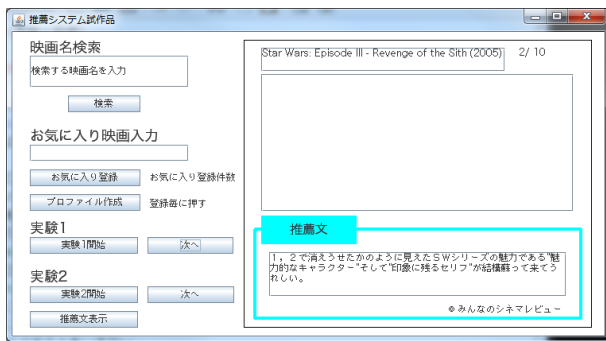 推薦システム試作品
映画名検索
検索する映画名を入力
検索
お気に入り映画入力
お気に入り登録 お気に入り登録件数
プロファイル作成 登録毎に押す
実験1
実験1開始 次へ
実験2
実験2開始 次へ
推薦文表示
Star Wars: Episode III - Revenge of the Sith (2005) 2/ 10
推薦文
1，2で消えうせたかのように見えたSWシリーズの魅力である"魅
力的なキャラクター"そして"印象に残るセリフ"が結構蘇って来てう
れしい。
©みんなのシネマレビュー